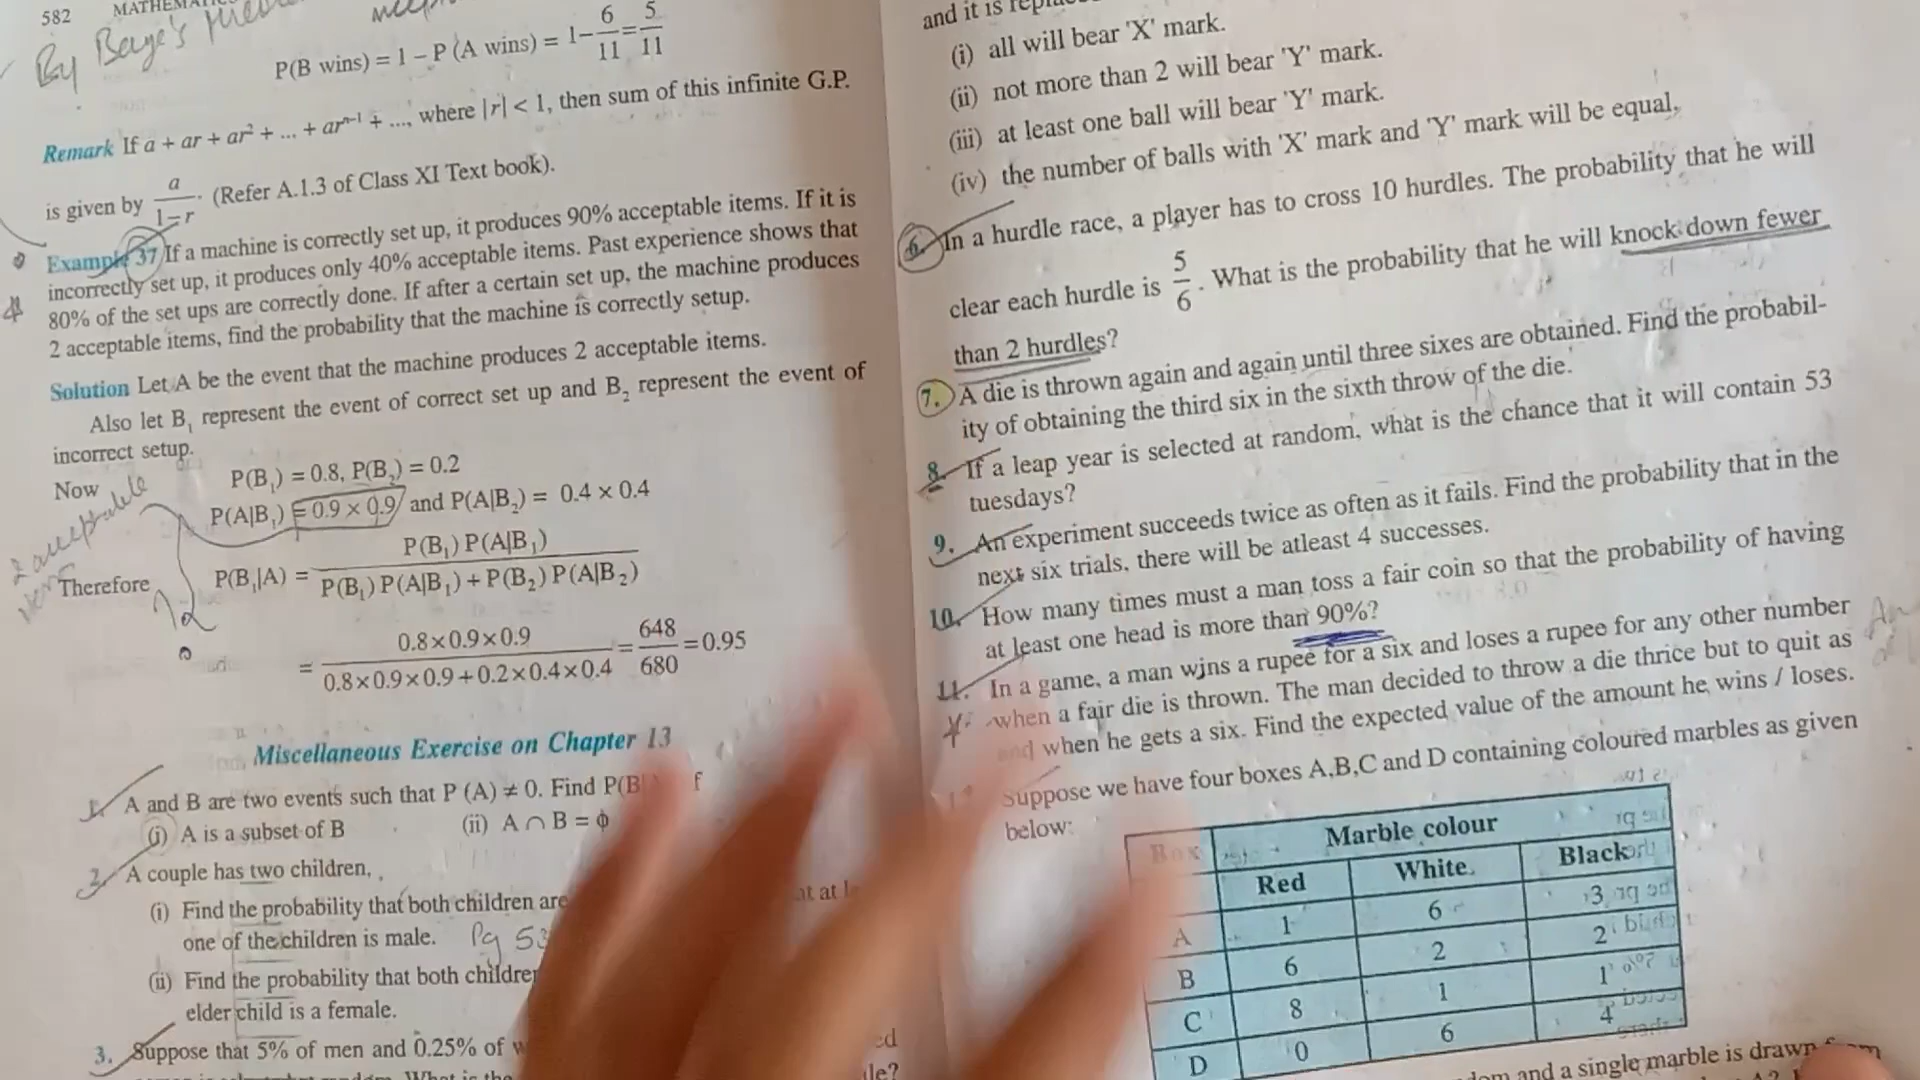 582
By Baye's
P(B wins) = 1 – P (A wins) = 1 – 6/11 = 5/11
Remark If a + ar + ar² + ... + arⁿ⁻¹ + ..., where |r| < 1, then sum of this infinite G.P.
is given by a/(1–r). (Refer A.1.3 of Class XI Text book).
Example 37 If a machine is correctly set up, it produces 90% acceptable items. If it is
incorrectly set up, it produces only 40% acceptable items. Past experience shows that
80% of the set ups are correctly done. If after a certain set up, the machine produces
2 acceptable items, find the probability that the machine is correctly setup.
Solution Let A be the event that the machine produces 2 acceptable items.
Also let B₁ represent the event of correct set up and B₂ represent the event of
incorrect setup.
Now P(B₁) = 0.8, P(B₂) = 0.2
P(A|B₁) = 0.9 × 0.9 and P(A|B₂) = 0.4 × 0.4
2 acceptable
Therefore P(B₁|A) = P(B₁) P(A|B₁) / P(B₁) P(A|B₁) + P(B₂) P(A|B₂)
= 0.8×0.9×0.9 / 0.8×0.9×0.9 + 0.2×0.4×0.4 = 648/680 = 0.95
Miscellaneous Exercise on Chapter 13
1. A and B are two events such that P (A) ≠ 0. Find P(B
(i) A is a subset of B (ii) A ∩ B = ϕ
2. A couple has two children,
(i) Find the probability that both children are
one of the children is male. Pg 53
(ii) Find the probability that both
elder child is a female.
3. Suppose that 5% of men and 0.25% of
What is the
and it is
(i) all will bear 'X' mark.
(ii) not more than 2 will bear 'Y' mark.
(iii) at least one ball will bear 'Y' mark.
(iv) the number of balls with 'X' mark and 'Y' mark will be equal.
6. In a hurdle race, a player has to cross 10 hurdles. The probability that he will
clear each hurdle is 5/6. What is the probability that he will knock down fewer
than 2 hurdles?
7. A die is thrown again and again until three sixes are obtained. Find the probabil-
ity of obtaining the third six in the sixth throw of the die.
8. If a leap year is selected at random, what is the chance that it will contain 53
tuesdays?
9. An experiment succeeds twice as often as it fails. Find the probability that in the
next six trials, there will be atleast 4 successes.
10. How many times must a man toss a fair coin so that the probability of having
at least one head is more than 90%?
11. In a game, a man wins a rupee for a six and loses a rupee for any other number
when a fair die is thrown. The man decided to throw a die thrice but to quit as
and when he gets a six. Find the expected value of the amount he wins / loses.
Suppose we have four boxes A,B,C and D containing coloured marbles as given
below:
Box Marble colour
Red White Black
A 1 6 3
B 6 2 2
C 8 1 1
D 0 6 4
and a single marble is drawn